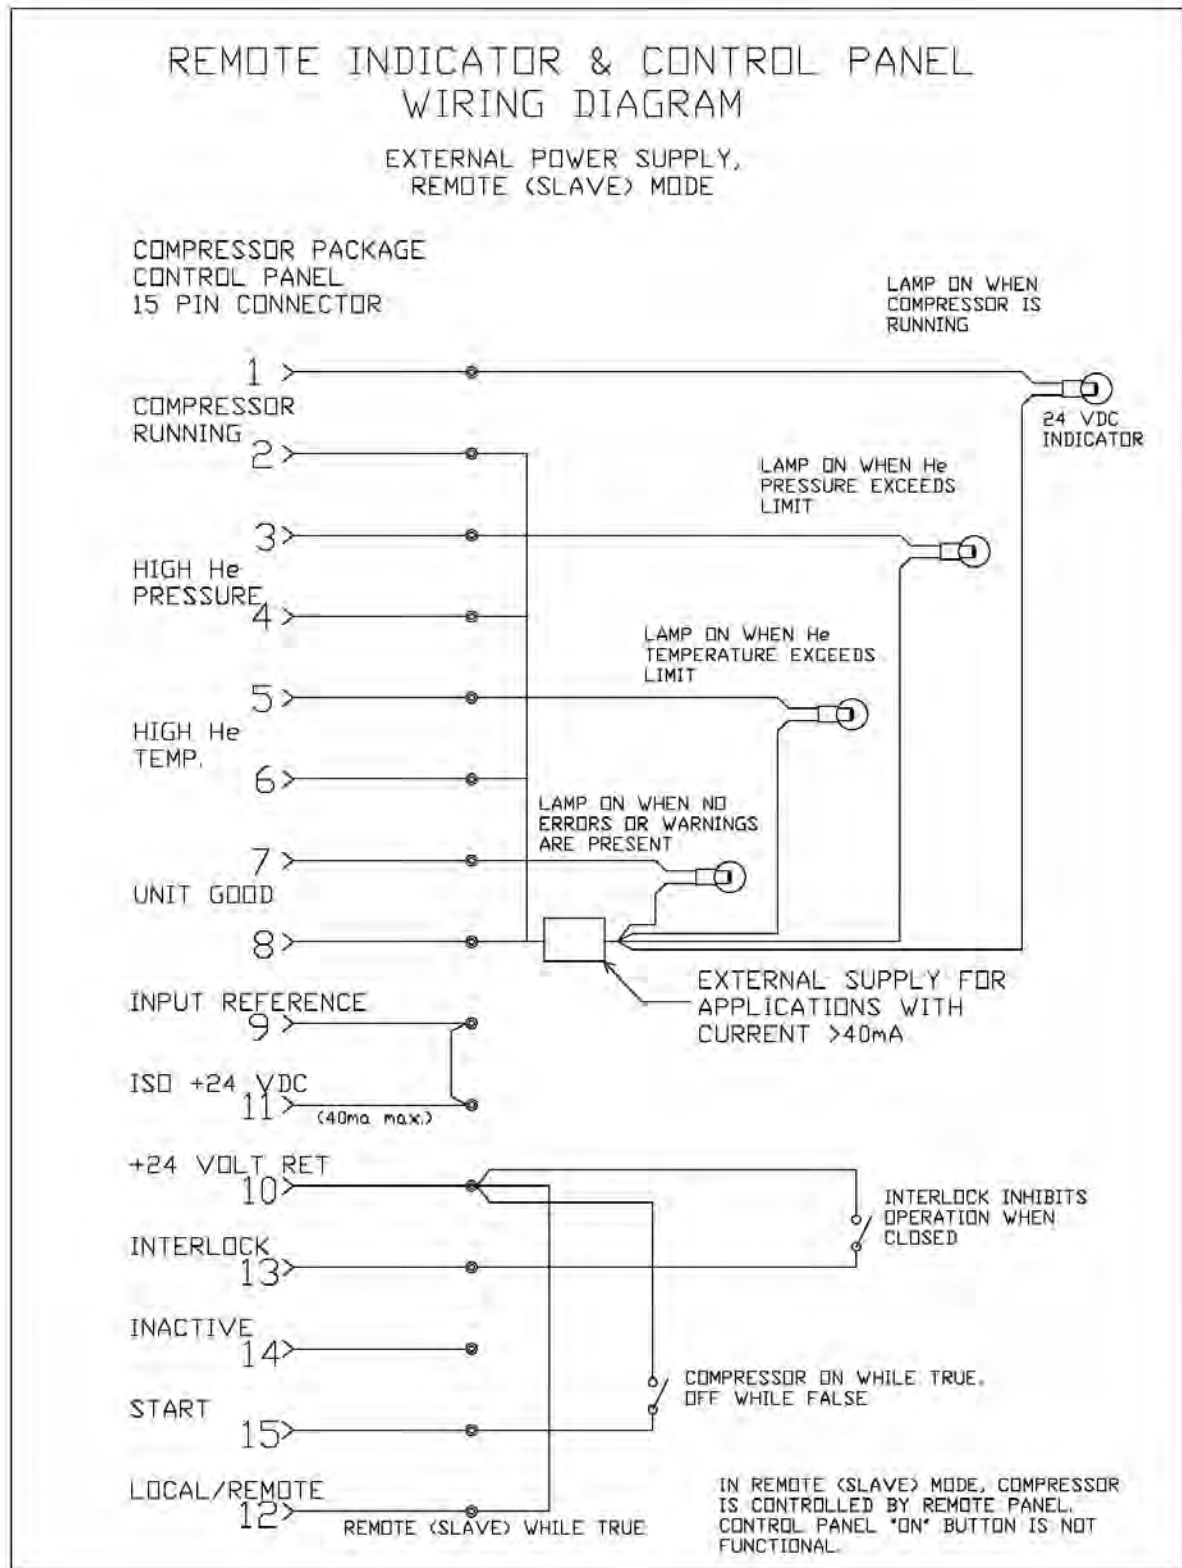 REMOTE INDICATOR & CONTROL PANEL
WIRING DIAGRAM
EXTERNAL POWER SUPPLY,
REMOTE (SLAVE) MODE
COMPRESSOR PACKAGE
CONTROL PANEL
15 PIN CONNECTOR
LAMP ON WHEN
COMPRESSOR IS
RUNNING
1
COMPRESSOR
RUNNING
2
24 VDC
INDICATOR
LAMP ON WHEN He
PRESSURE EXCEEDS
LIMIT
3
HIGH He
PRESSURE
4
LAMP ON WHEN He
TEMPERATURE EXCEEDS
LIMIT
5
HIGH He
TEMP.
6
LAMP ON WHEN NO
ERRORS OR WARNINGS
ARE PRESENT
7
UNIT GOOD
8
EXTERNAL SUPPLY FOR
APPLICATIONS WITH
CURRENT >40mA
INPUT REFERENCE
9
ISO +24 VDC
11
(40ma max.)
+24 VOLT RET
10
INTERLOCK INHIBITS
OPERATION WHEN
CLOSED
INTERLOCK
13
INACTIVE
14
COMPRESSOR ON WHILE TRUE.
OFF WHILE FALSE
START
15
LOCAL/REMOTE
12
REMOTE (SLAVE) WHILE TRUE
IN REMOTE (SLAVE) MODE, COMPRESSOR
IS CONTROLLED BY REMOTE PANEL.
CONTROL PANEL "ON" BUTTON IS NOT
FUNCTIONAL.